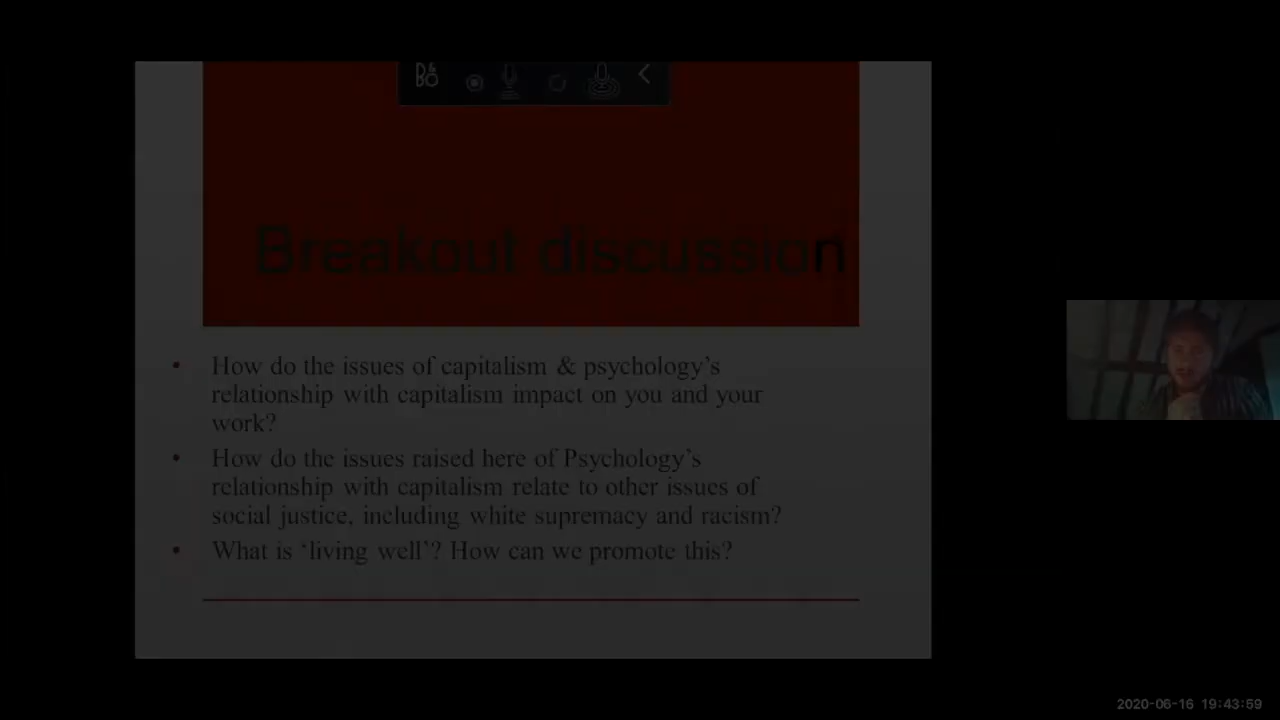 B&O
Breakout discussion
• How do the issues of capitalism & psychology's
relationship with capitalism impact on you and your
work?
• How do the issues raised here of Psychology's
relationship with capitalism relate to other issues of
social justice, including white supremacy and racism?
• What is ‘living well’? How can we promote this?
2020-06-16 19:43:59